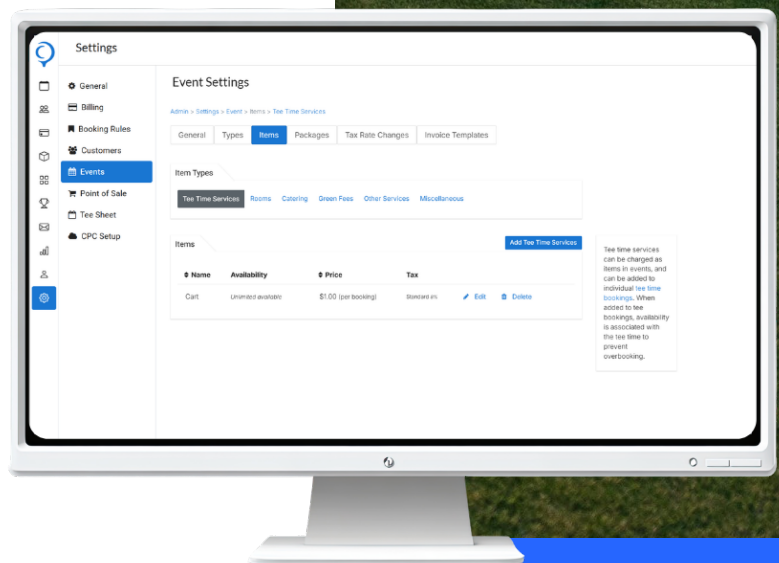 Settings
General
Billing
Booking Rules
Customers
Events
Point of Sale
Tee Sheet
CPC Setup
Event Settings
Admin > Settings > Event > Items > Tee Time Services
General Types Items Packages Tax Rate Changes Invoice Templates
Item Types
Tee Time Services Rooms Catering Green Fees Other Services Miscellaneous
Items
Add Tee Time Services
Name Availability Price Tax
Cart Unlimited available $1.00 (per booking) Edit Delete
Tee time services
can be charged as
items in events, and
can be added to
individual tee time
bookings. When
added to tee
bookings, availability
is associated with
the tee time to
prevent
overbooking.